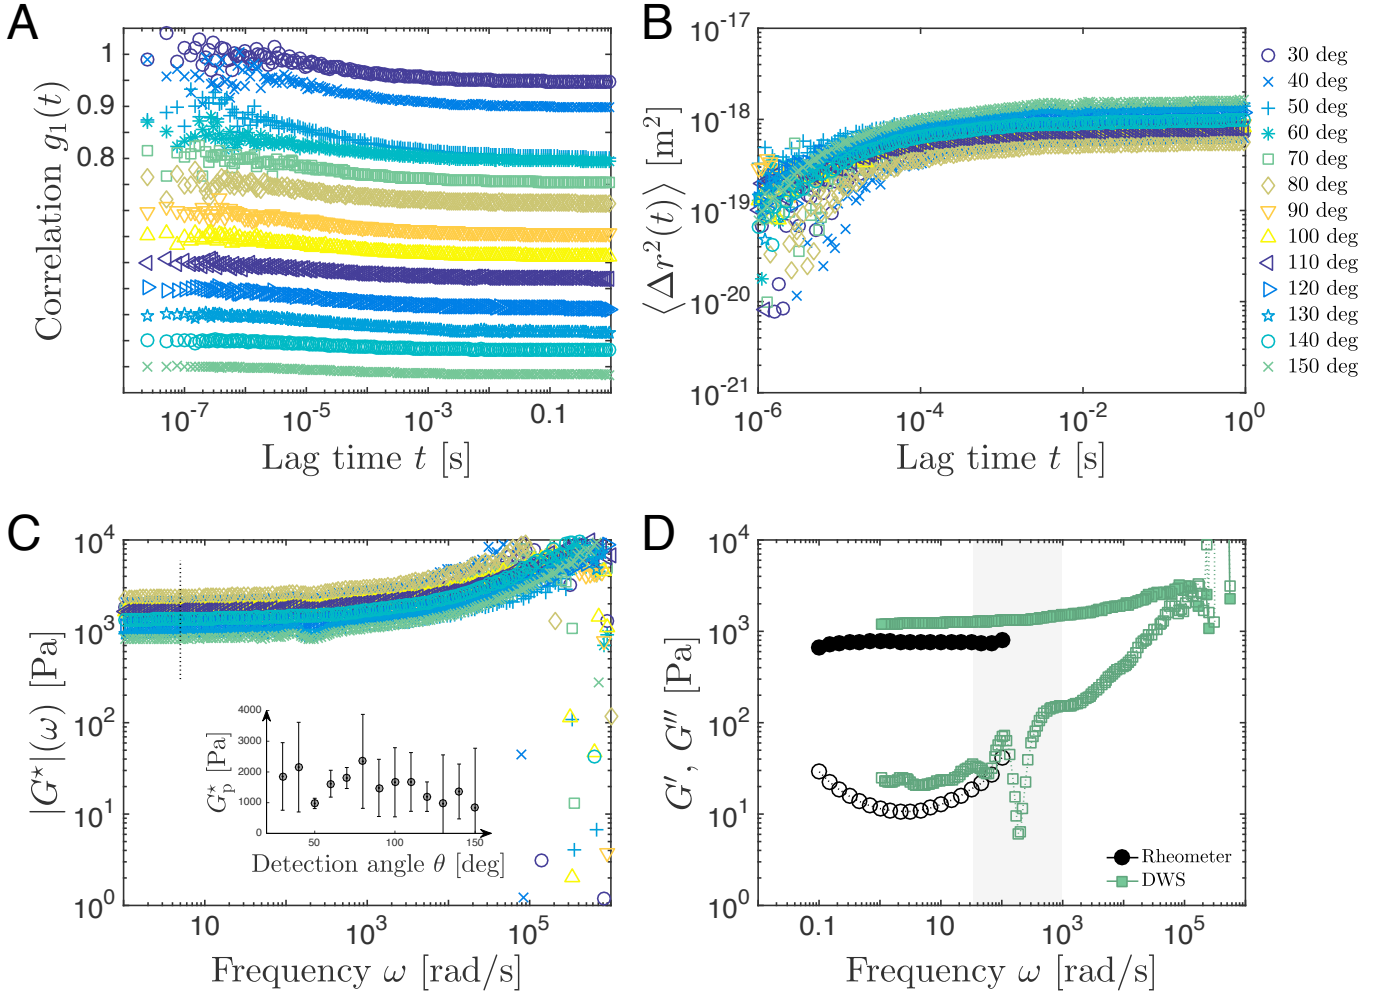 A
1
0.9
0.8
Correlation g₁(t)
10⁻⁷
10⁻⁵
10⁻³
0.1
Lag time t [s]
B
10⁻¹⁷
10⁻¹⁸
10⁻¹⁹
10⁻²⁰
10⁻²¹
⟨Δr²(t)⟩ [m²]
10⁻⁶
10⁻⁴
10⁻²
10⁰
Lag time t [s]
30 deg
40 deg
50 deg
60 deg
70 deg
80 deg
90 deg
100 deg
110 deg
120 deg
130 deg
140 deg
150 deg
C
10⁴
10³
10²
10¹
10⁰
|G*|(ω) [Pa]
10
10³
10⁵
Frequency ω [rad/s]
4000
3000
2000
1000
0
G*ₚ [Pa]
50
100
150
Detection angle θ [deg]
D
10⁴
10³
10²
10¹
10⁰
G′, G″ [Pa]
0.1
10
10³
10⁵
Frequency ω [rad/s]
Rheometer
DWS